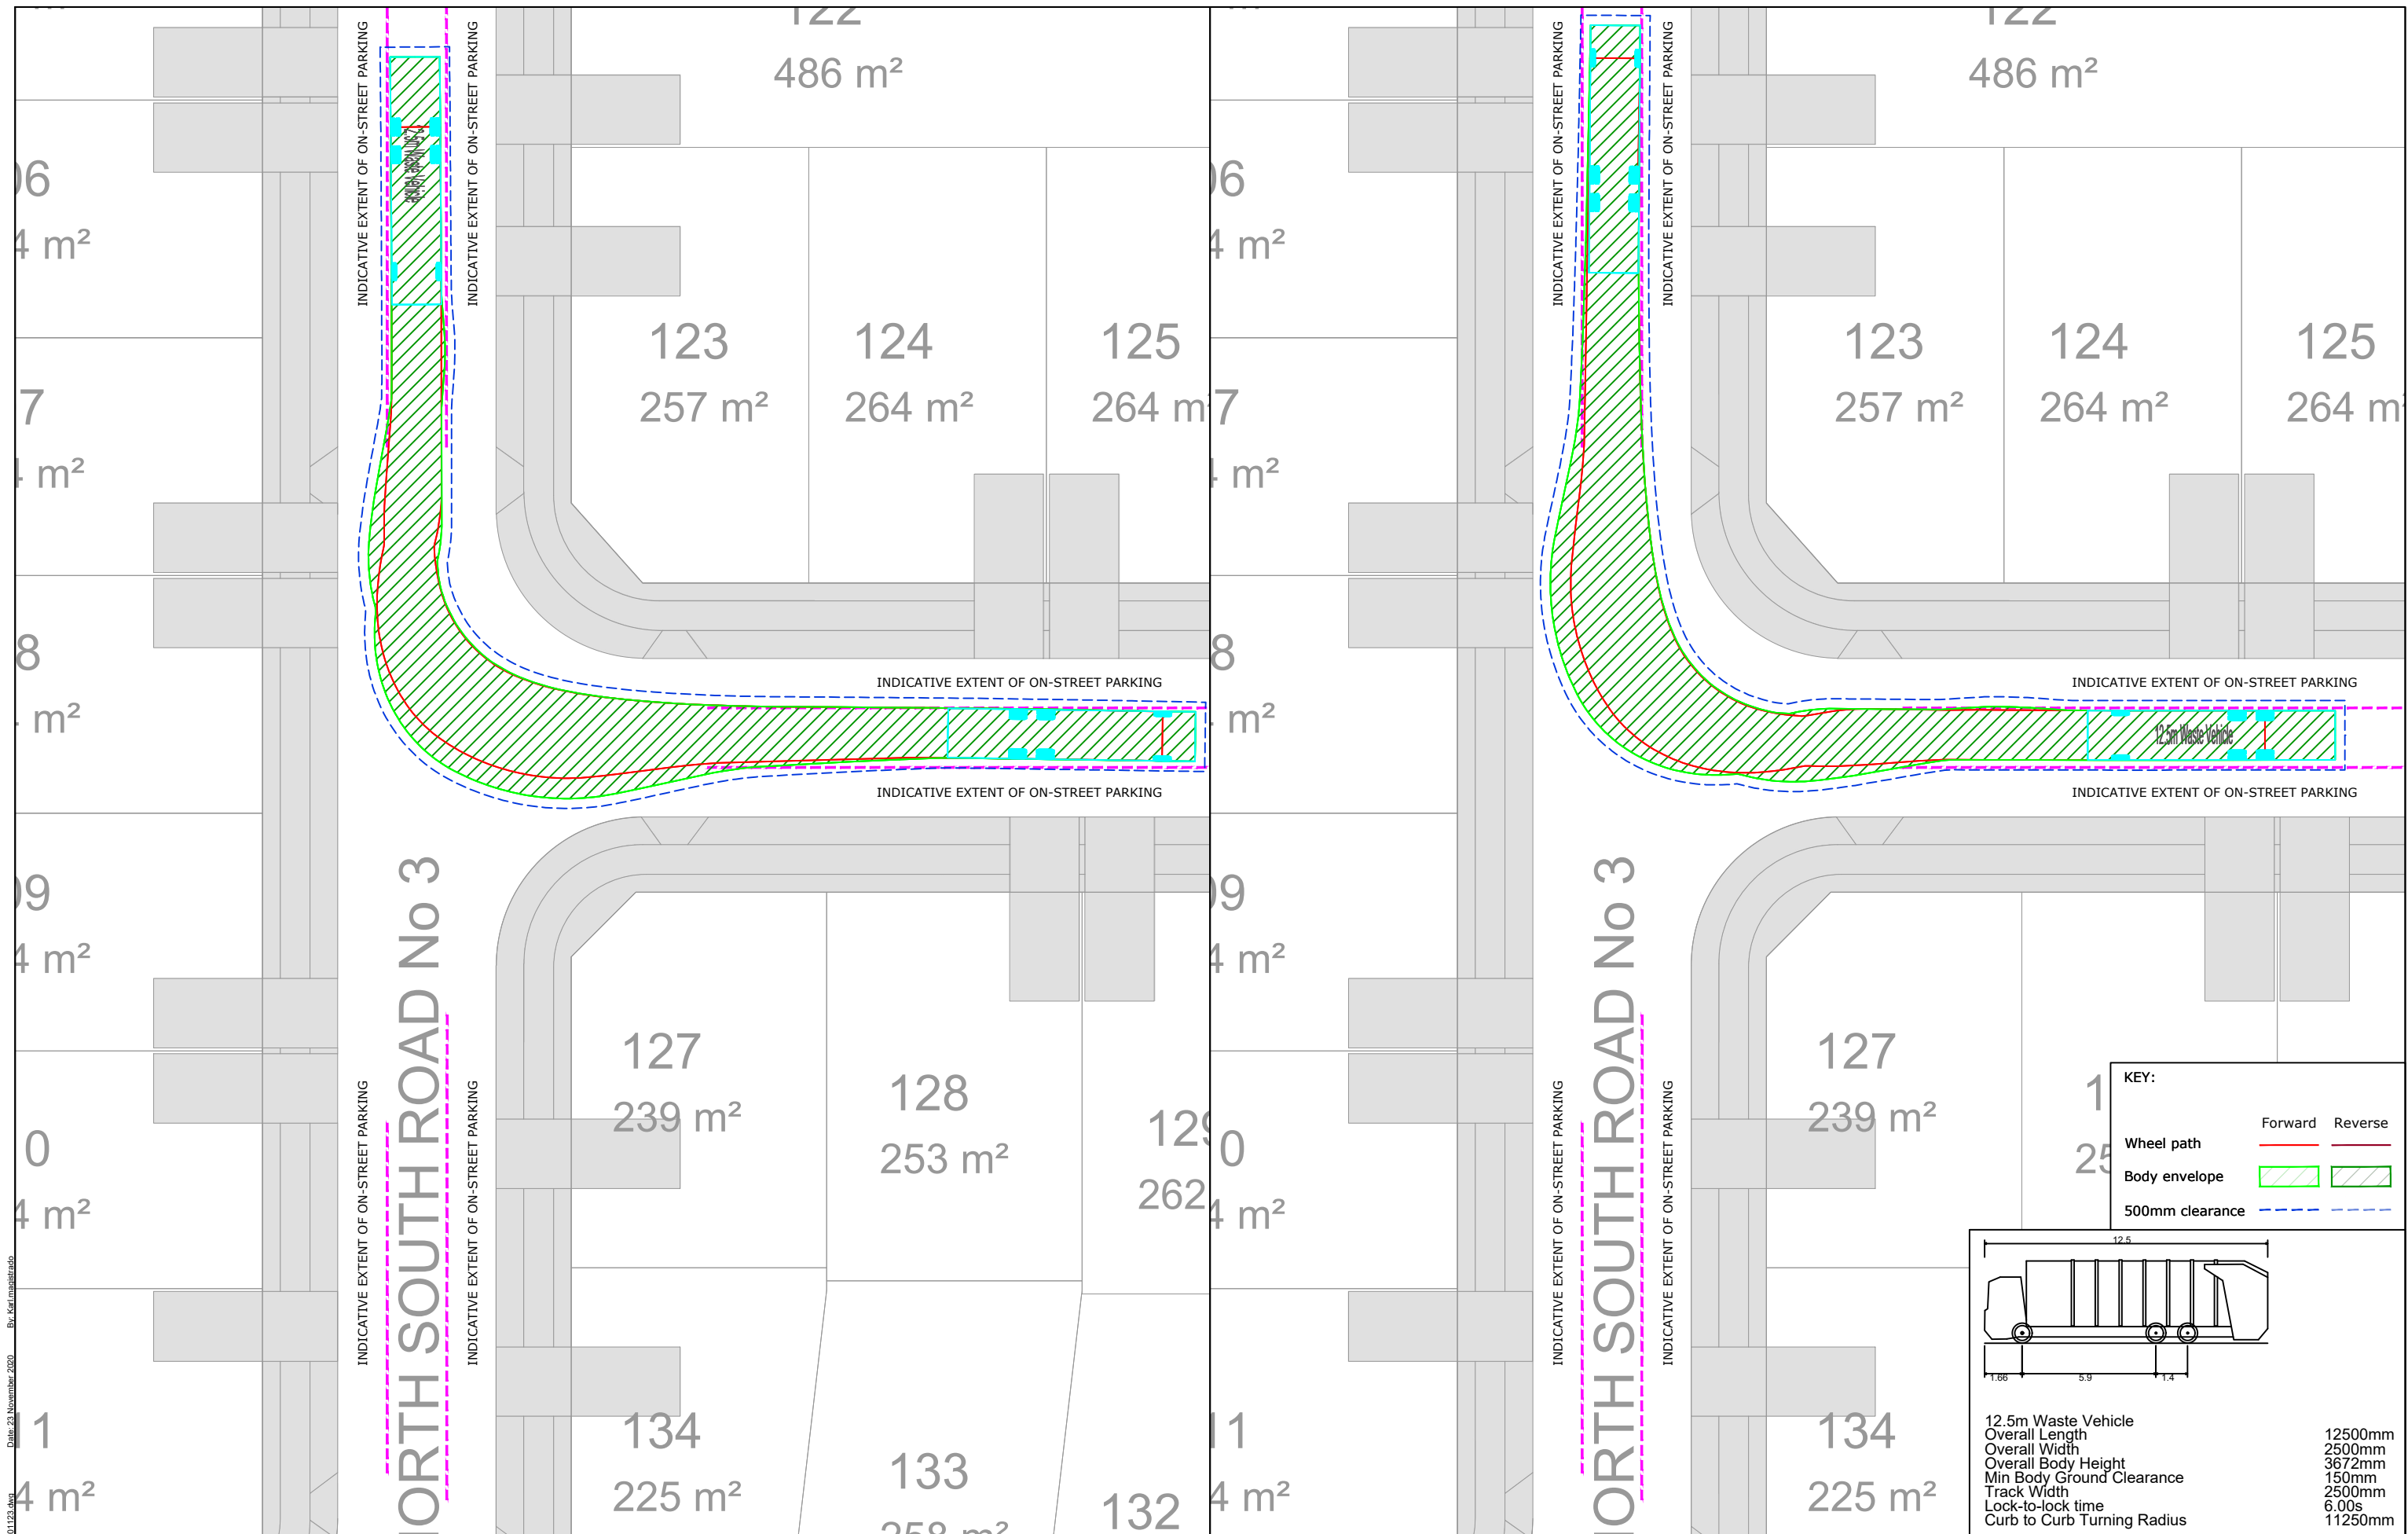 122
486 m²
INDICATIVE EXTENT OF ON-STREET PARKING
INDICATIVE EXTENT OF ON-STREET PARKING
06
4 m²
123
257 m²
124
264 m²
125
264 m²
7
4 m²
8
m²
INDICATIVE EXTENT OF ON-STREET PARKING
INDICATIVE EXTENT OF ON-STREET PARKING
09
4 m²
NORTH SOUTH ROAD No 3
INDICATIVE EXTENT OF ON-STREET PARKING
INDICATIVE EXTENT OF ON-STREET PARKING
127
239 m²
128
253 m²
129
262
0
4 m²
11
4 m²
134
225 m²
133
258 m²
132
By: Karl.magistrado
Date: 23 November 2020
01123.dwg
122
486 m²
INDICATIVE EXTENT OF ON-STREET PARKING
INDICATIVE EXTENT OF ON-STREET PARKING
06
4 m²
123
257 m²
124
264 m²
125
264 m
7
4 m²
8
m²
12.5m Waste Vehicle
INDICATIVE EXTENT OF ON-STREET PARKING
INDICATIVE EXTENT OF ON-STREET PARKING
09
4 m²
NORTH SOUTH ROAD No 3
INDICATIVE EXTENT OF ON-STREET PARKING
INDICATIVE EXTENT OF ON-STREET PARKING
127
239 m²
1
25
0
4 m²
11
4 m²
134
225 m²
KEY:
Forward Reverse
Wheel path
Body envelope
500mm clearance
12.5
1.66 5.9 1.4
12.5m Waste Vehicle
Overall Length 12500mm
Overall Width 2500mm
Overall Body Height 3672mm
Min Body Ground Clearance 150mm
Track Width 2500mm
Lock-to-lock time 6.00s
Curb to Curb Turning Radius 11250mm